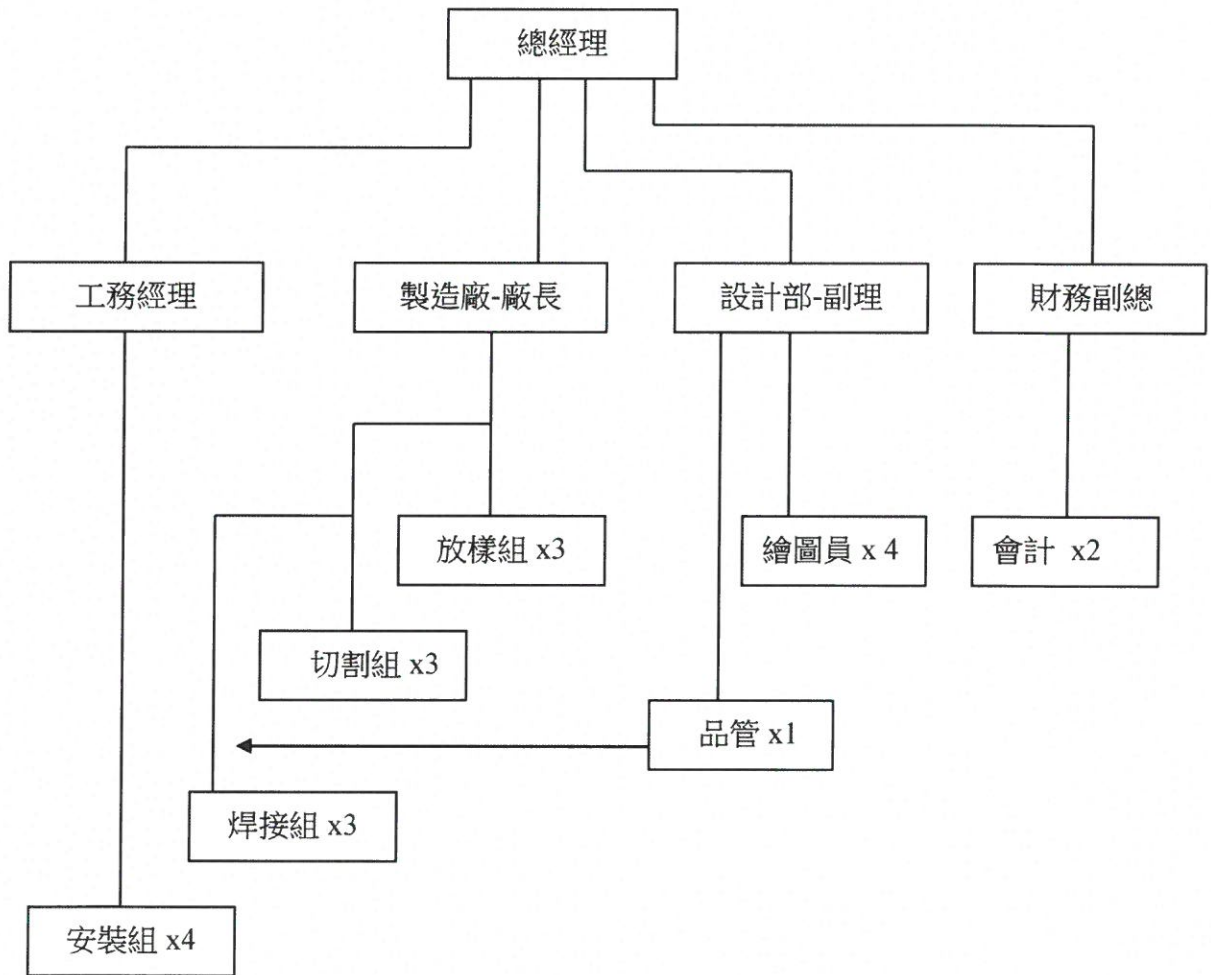 總經理
工務經理
製造廠-廠長
設計部-副理
財務副總
放樣組 x3
繪圖員 x 4
會計 x2
切割組 x3
品管 x1
焊接組 x3
安裝組 x4